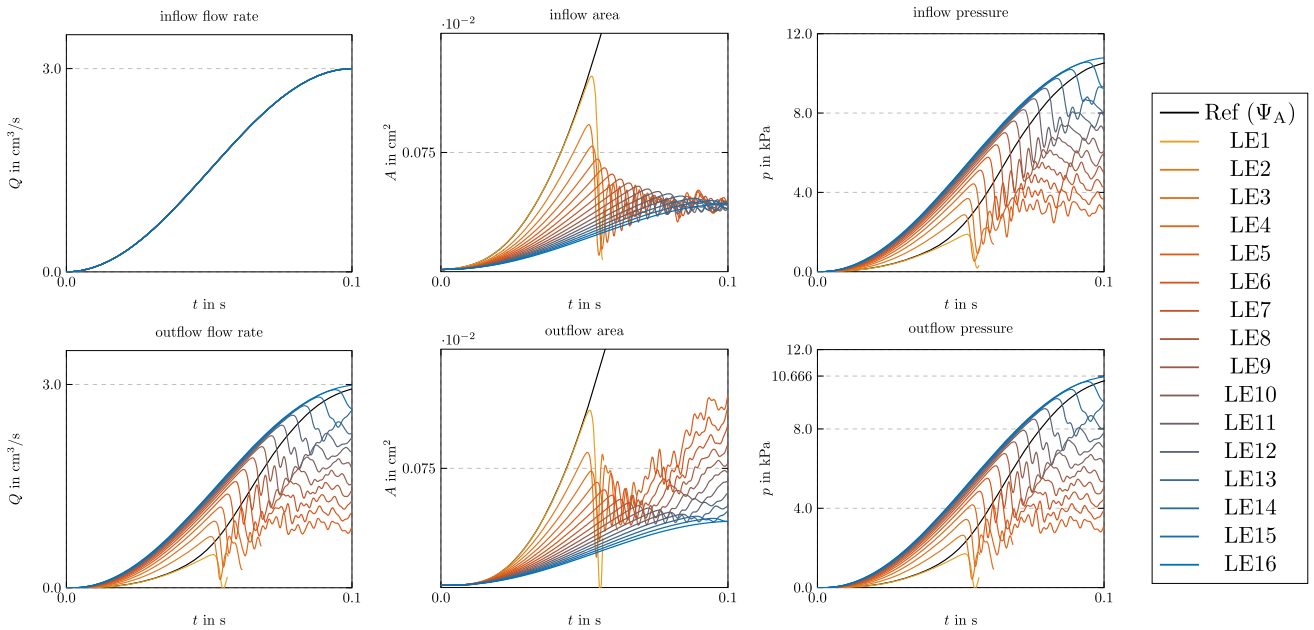 inflow flow rate
Q in cm³/s
3.0
0.0
0.0
0.1
t in s
inflow area
·10⁻²
A in cm²
0.075
0.0
0.1
t in s
inflow pressure
p in kPa
12.0
8.0
4.0
0.0
0.0
0.1
t in s
outflow flow rate
Q in cm³/s
3.0
0.0
0.0
0.1
t in s
outflow area
·10⁻²
A in cm²
0.075
0.0
0.1
t in s
outflow pressure
p in kPa
12.0
10.666
8.0
4.0
0.0
0.0
0.1
t in s
Ref (Ψ_A)
LE1
LE2
LE3
LE4
LE5
LE6
LE7
LE8
LE9
LE10
LE11
LE12
LE13
LE14
LE15
LE16